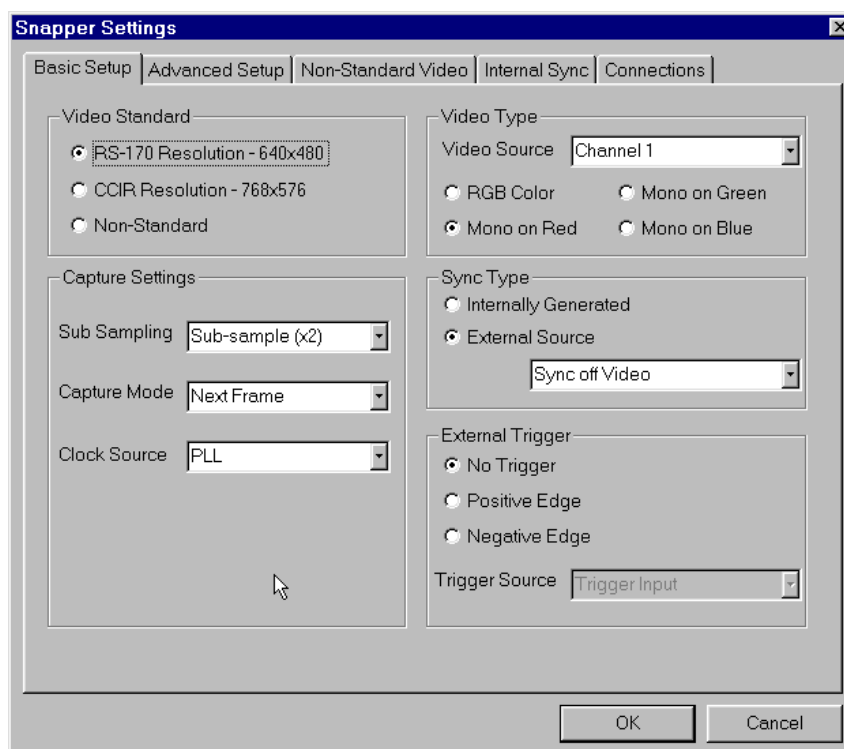 Snapper Settings
Basic Setup
Advanced Setup
Non-Standard Video
Internal Sync
Connections
Video Standard
RS-170 Resolution - 640x480
CCIR Resolution - 768x576
Non-Standard
Capture Settings
Sub Sampling
Sub-sample (x2)
Capture Mode
Next Frame
Clock Source
PLL
Video Type
Video Source
Channel 1
RGB Color
Mono on Green
Mono on Red
Mono on Blue
Sync Type
Internally Generated
External Source
Sync off Video
External Trigger
No Trigger
Positive Edge
Negative Edge
Trigger Source
Trigger Input
OK
Cancel